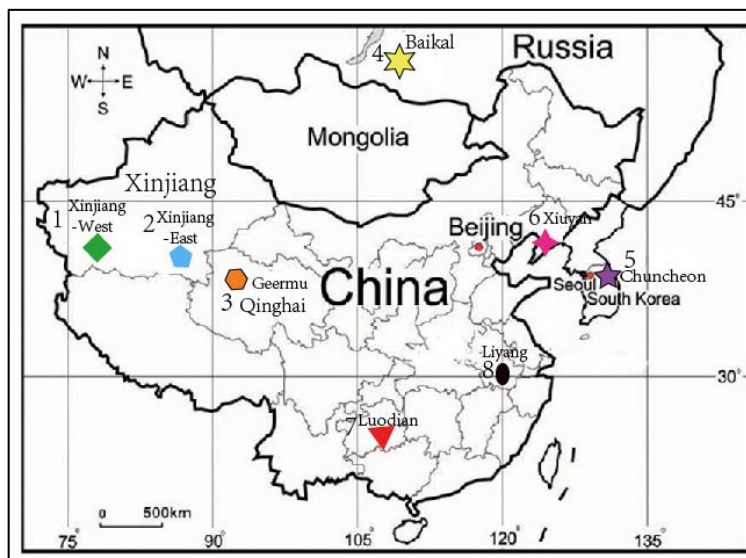 4 Baikal
Russia
N
W E
S
Mongolia
Xinjiang
1 Xinjiang
-West
2 Xinjiang
-East
45
Beijing
6 Xiuyan
Geermu
3 Qinghai
China
5
Chuncheon
Seoul
South Korea
Liyang
8
30
7 Luodian
0 500km
75 90 105 120 135